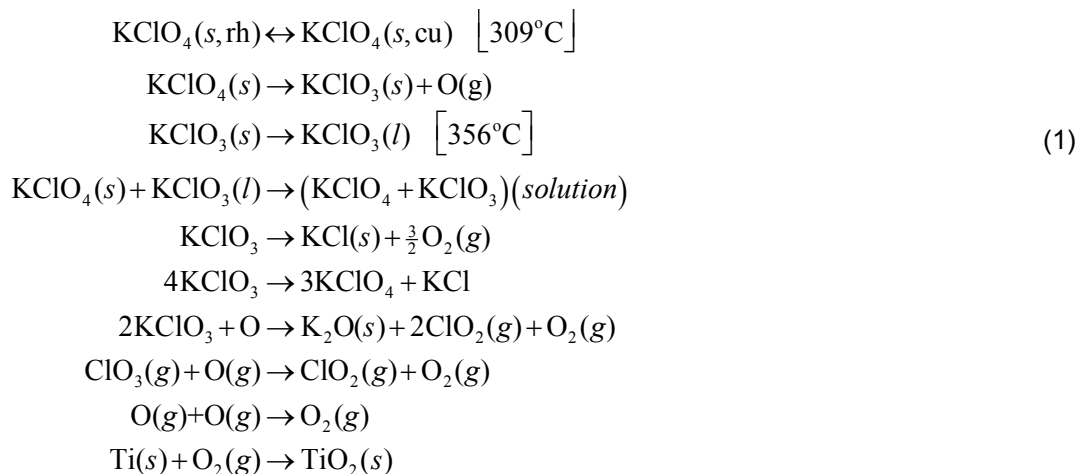 KClO₄(s,rh) ↔ KClO₄(s,cu) ⌊309°C⌋
KClO₄(s) → KClO₃(s) + O(g)
KClO₃(s) → KClO₃(l) [356°C]
(1)
KClO₄(s) + KClO₃(l) → (KClO₄ + KClO₃)(solution)
KClO₃ → KCl(s) + 3/2 O₂(g)
4KClO₃ → 3KClO₄ + KCl
2KClO₃ + O → K₂O(s) + 2ClO₂(g) + O₂(g)
ClO₃(g) + O(g) → ClO₂(g) + O₂(g)
O(g)+O(g) → O₂(g)
Ti(s) + O₂(g) → TiO₂(s)